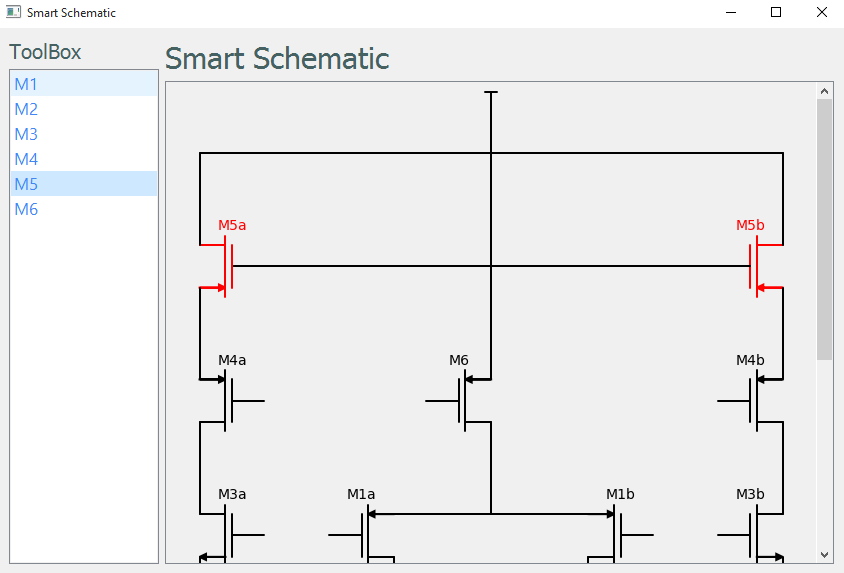 Smart Schematic
ToolBox
M1
M2
M3
M4
M5
M6
Smart Schematic
M5a
M5b
M4a
M6
M4b
M3a
M1a
M1b
M3b